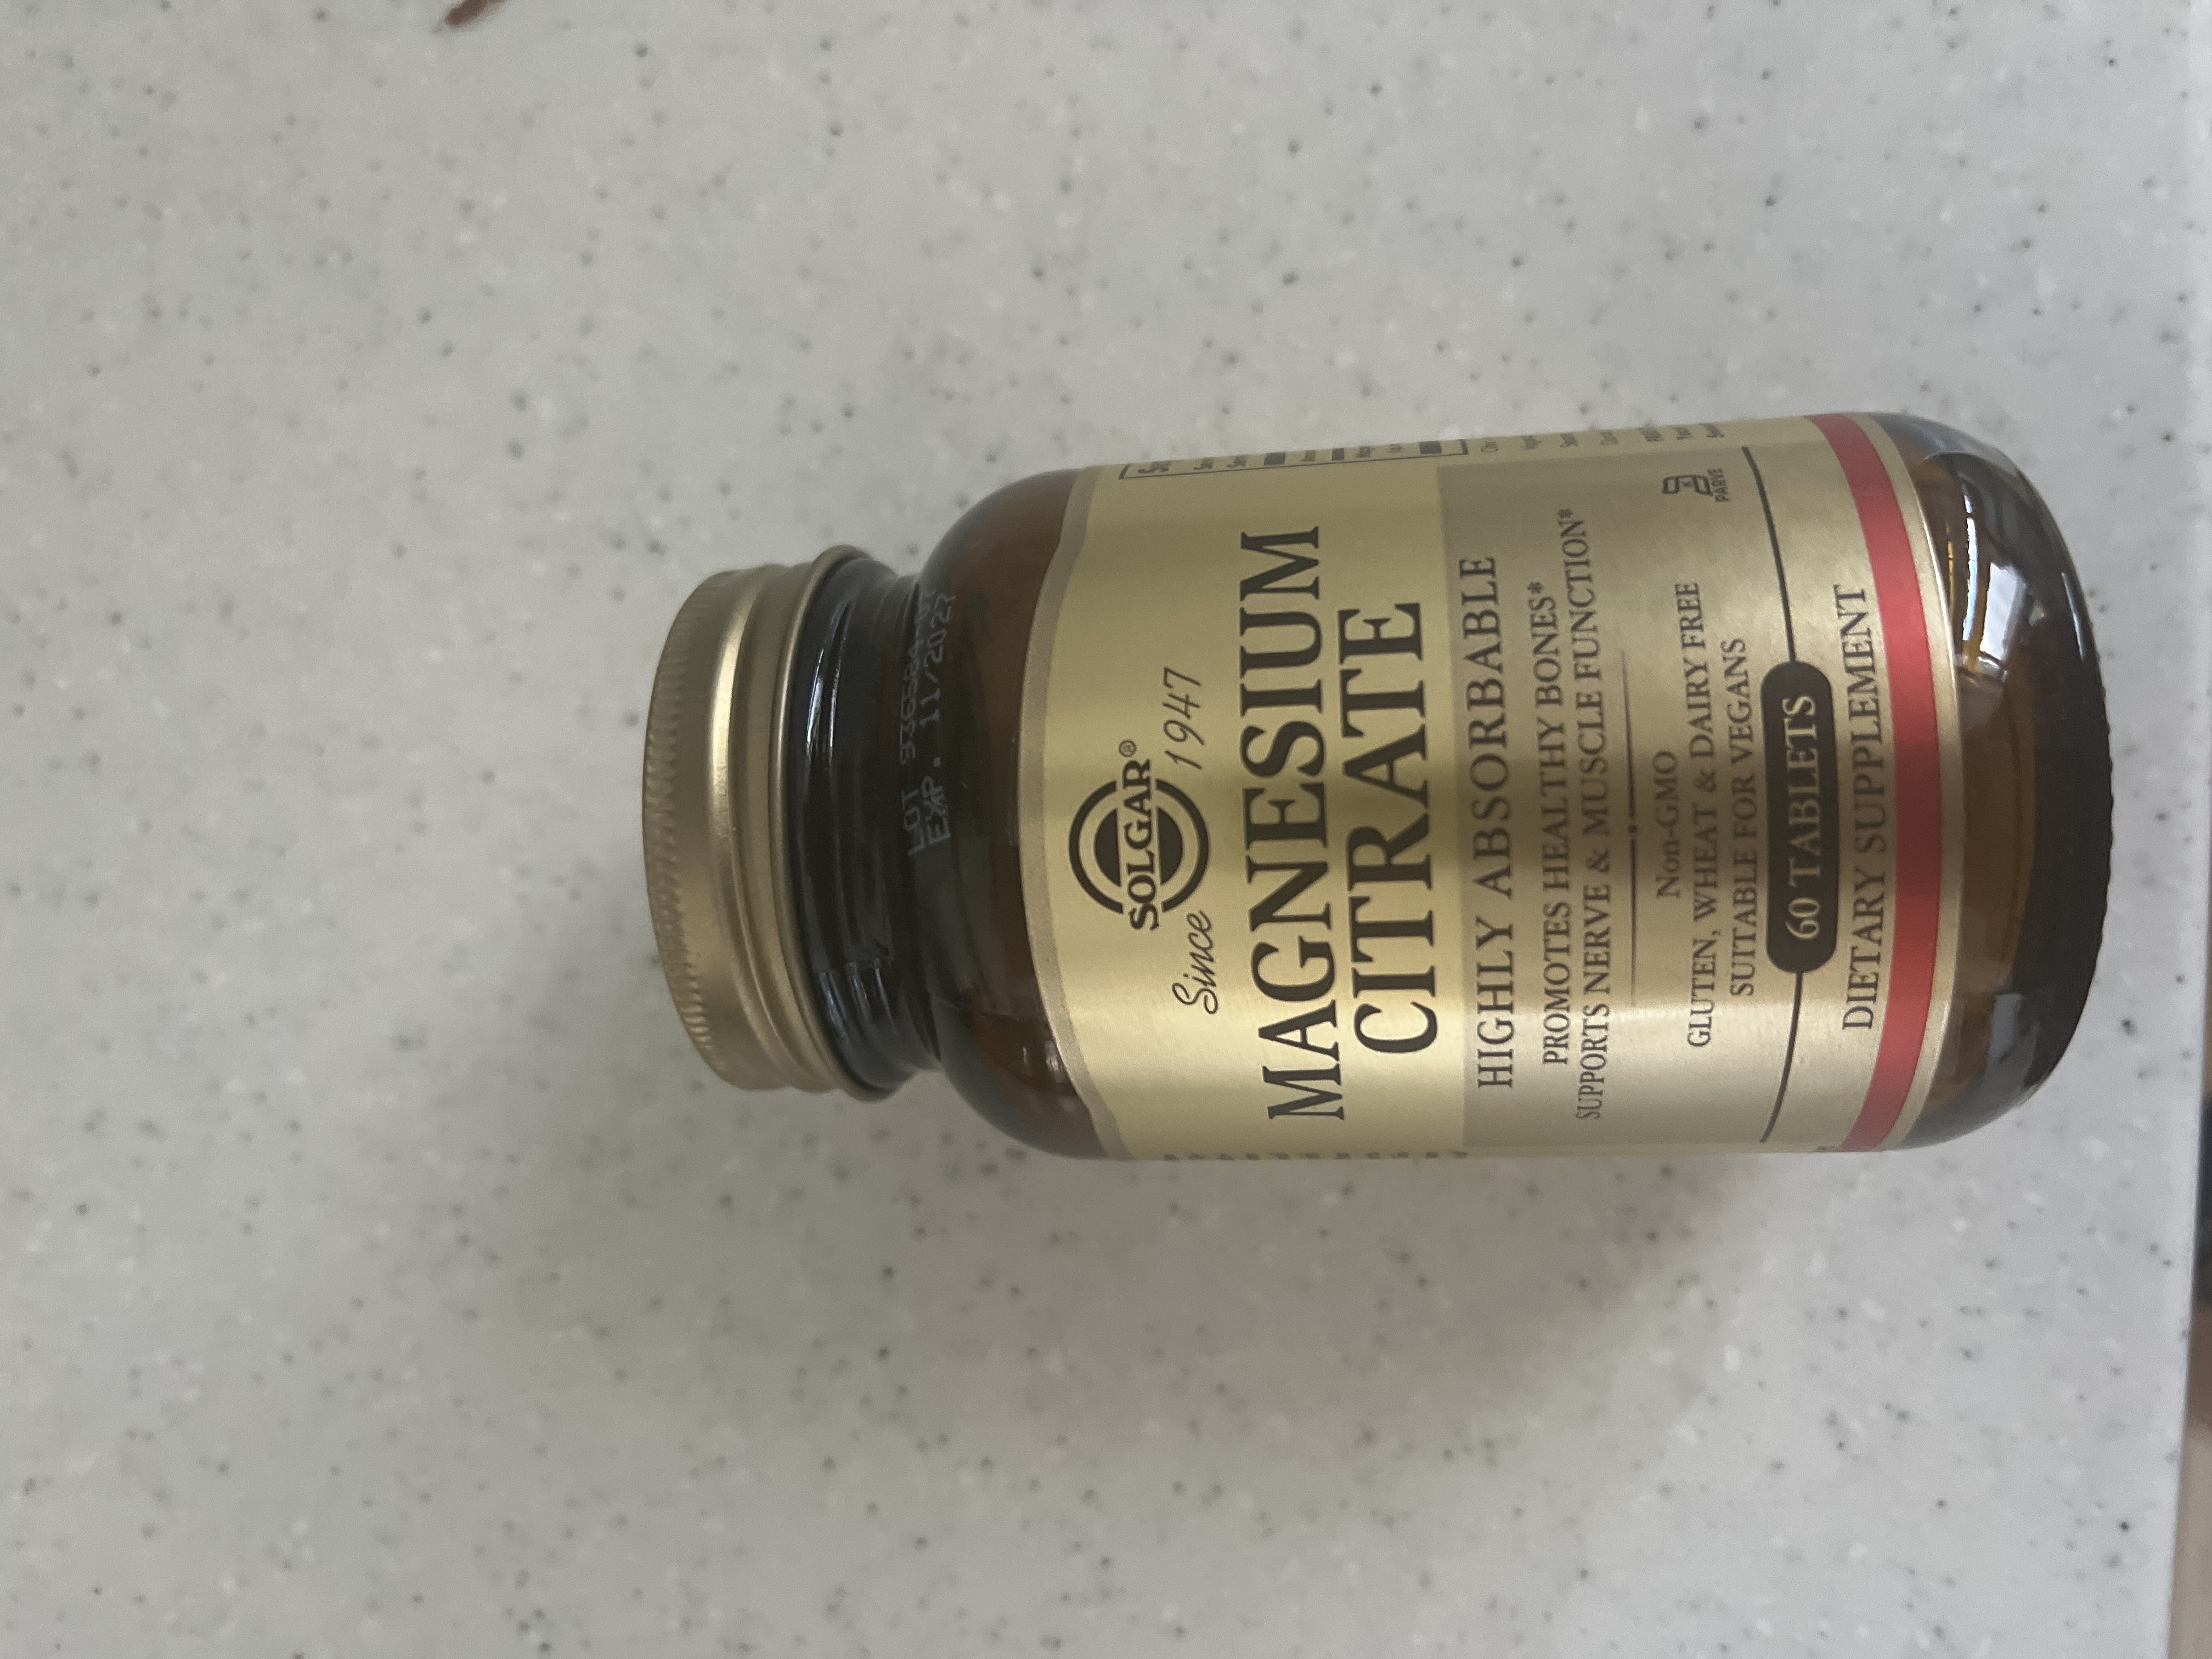 LOT
EXP. 11/2027
SOLGAR®
Since 1947
MAGNESIUM
CITRATE
HIGHLY ABSORBABLE
PROMOTES HEALTHY BONES*
SUPPORTS NERVE & MUSCLE FUNCTION*
Non-GMO
GLUTEN, WHEAT & DAIRY FREE
SUITABLE FOR VEGANS
PARVE
60 TABLETS
DIETARY SUPPLEMENT